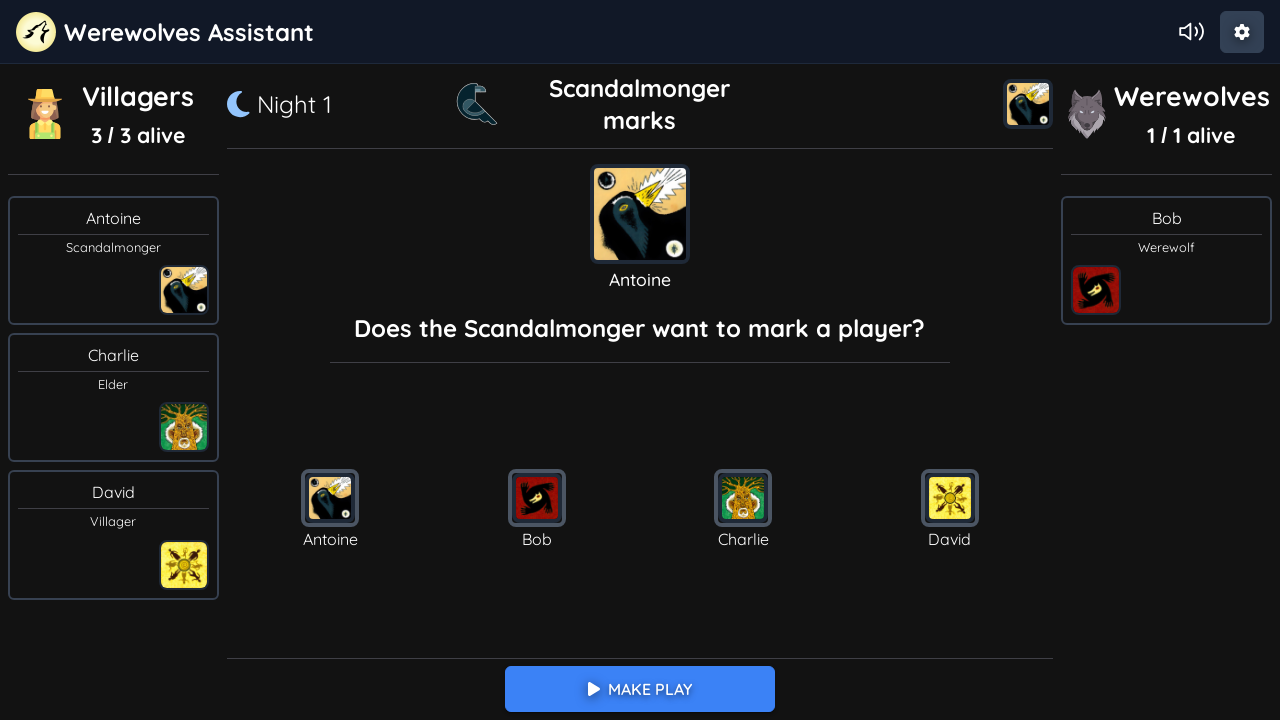 Werewolves Assistant
Villagers
3 / 3 alive
Antoine
Scandalmonger
Charlie
Elder
David
Villager
Night 1
Scandalmonger
marks
Antoine
Does the Scandalmonger want to mark a player?
Antoine
Bob
Charlie
David
MAKE PLAY
Werewolves
1 / 1 alive
Bob
Werewolf